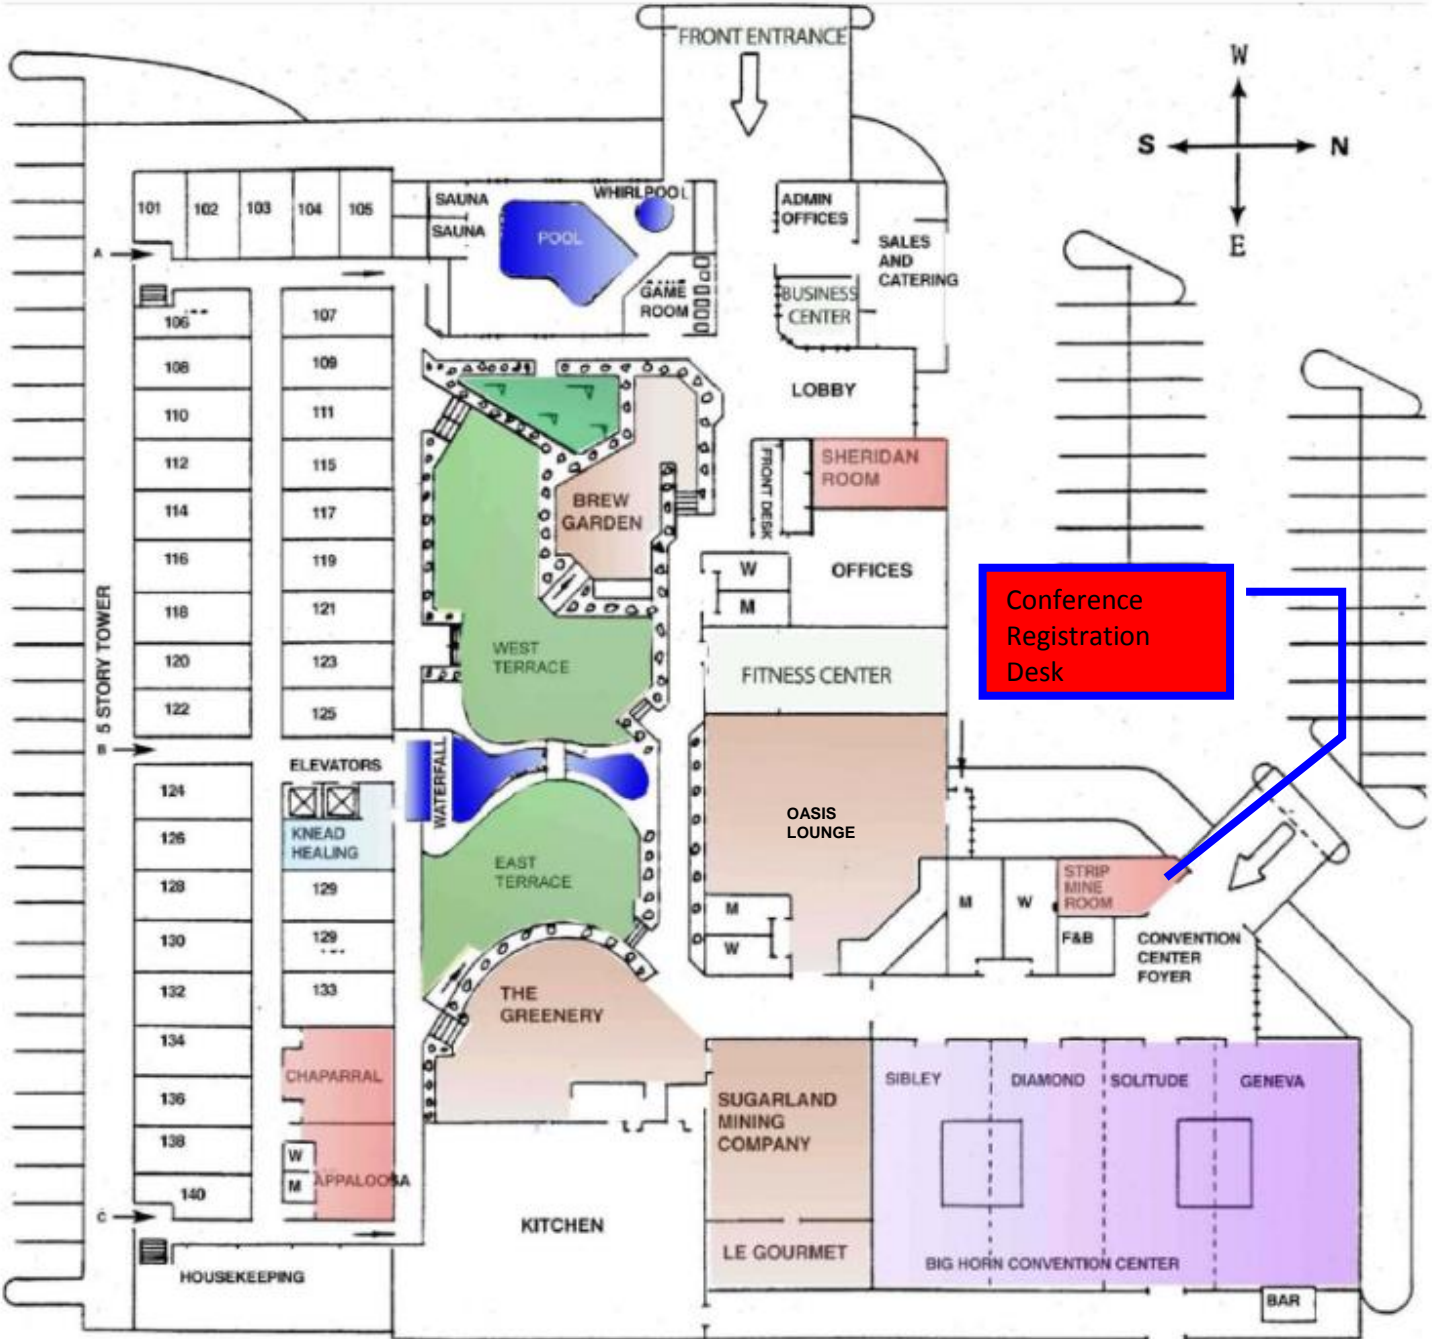 FRONT ENTRANCE
W
S
N
E
101
102
103
104
105
SAUNA
SAUNA
WHIRLPOOL
POOL
GAME
ROOM
ADMIN
OFFICES
SALES
AND
CATERING
BUSINESS
CENTER
LOBBY
A
106
107
108
109
110
111
112
115
114
117
116
119
118
121
120
123
122
125
5 STORY TOWER
B
ELEVATORS
124
126
KNEAD
HEALING
128
129
130
129
132
133
134
136
138
140
CHAPARRAL
W
M
APPALOOSA
C
HOUSEKEEPING
BREW
GARDEN
WEST
TERRACE
WATERFALL
EAST
TERRACE
THE
GREENERY
KITCHEN
FRONT DESK
SHERIDAN
ROOM
OFFICES
W
M
FITNESS CENTER
OASIS
LOUNGE
M
W
Conference
Registration
Desk
M
W
STRIP
MINE
ROOM
F&B
CONVENTION
CENTER
FOYER
SUGARLAND
MINING
COMPANY
LE GOURMET
SIBLEY
DIAMOND
SOLITUDE
GENEVA
BIG HORN CONVENTION CENTER
BAR